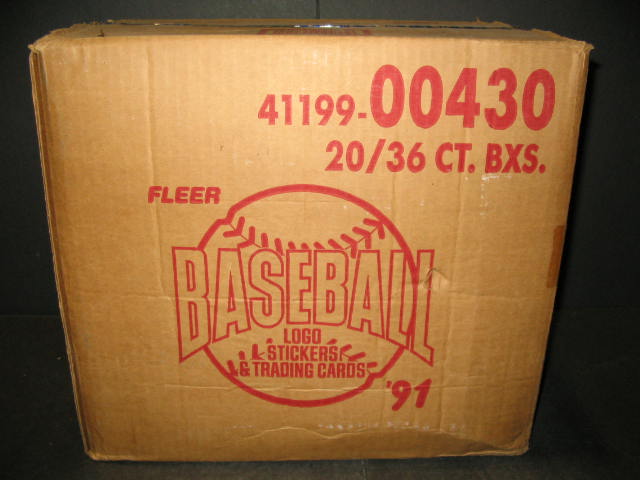 41199-00430
20/36 CT. BXS.
FLEER
BASEBALL
LOGO
STICKERS
& TRADING CARDS
'91